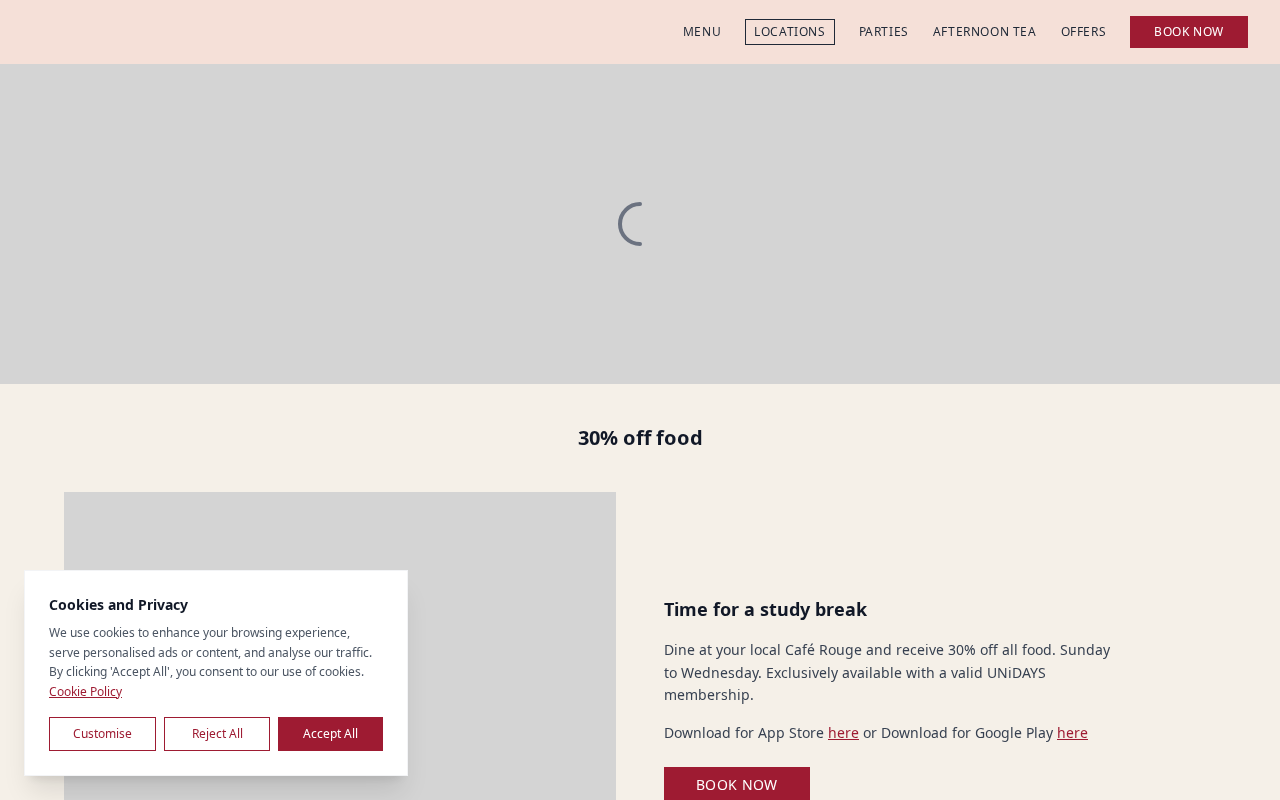 MENU
LOCATIONS
PARTIES
AFTERNOON TEA
OFFERS
BOOK NOW
30% off food
Time for a study break
Dine at your local Café Rouge and receive 30% off all food. Sunday
to Wednesday. Exclusively available with a valid UNiDAYS
membership.
Download for App Store here or Download for Google Play here
BOOK NOW
Cookies and Privacy
We use cookies to enhance your browsing experience,
serve personalised ads or content, and analyse our traffic.
By clicking 'Accept All', you consent to our use of cookies.
Cookie Policy
Customise
Reject All
Accept All